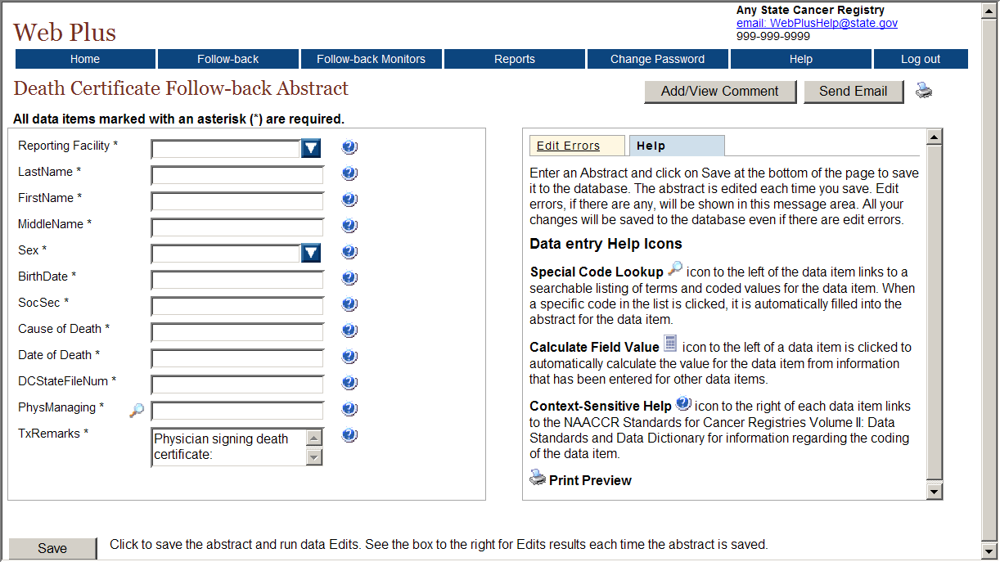 Any State Cancer Registry
Web Plus
email: WebPlusHelp@state.gov
999-999-9999
Home Follow-back Follow-back Monitors Reports Change Password Help Log out
Death Certificate Follow-back Abstract
Add/View Comment Send Email
All data items marked with an asterisk (*) are required.
Reporting Facility *
LastName *
FirstName *
MiddleName *
Sex *
BirthDate *
SocSec *
Cause of Death *
Date of Death *
DCStateFileNum *
PhysManaging *
TxRemarks *
Physician signing death
certificate:
Edit Errors Help
Enter an Abstract and click on Save at the bottom of the page to save
it to the database. The abstract is edited each time you save. Edit
errors, if there are any, will be shown in this message area. All your
changes will be saved to the database even if there are edit errors.
Data entry Help Icons
Special Code Lookup icon to the left of the data item links to a
searchable listing of terms and coded values for the data item. When
a specific code in the list is clicked, it is automatically filled into the
abstract for the data item.
Calculate Field Value icon to the left of a data item is clicked to
automatically calculate the value for the data item from information
that has been entered for other data items.
Context-Sensitive Help icon to the right of each data item links
to the NAACCR Standards for Cancer Registries Volume II: Data
Standards and Data Dictionary for information regarding the coding
of the data item.
Print Preview
Save Click to save the abstract and run data Edits. See the box to the right for Edits results each time the abstract is saved.